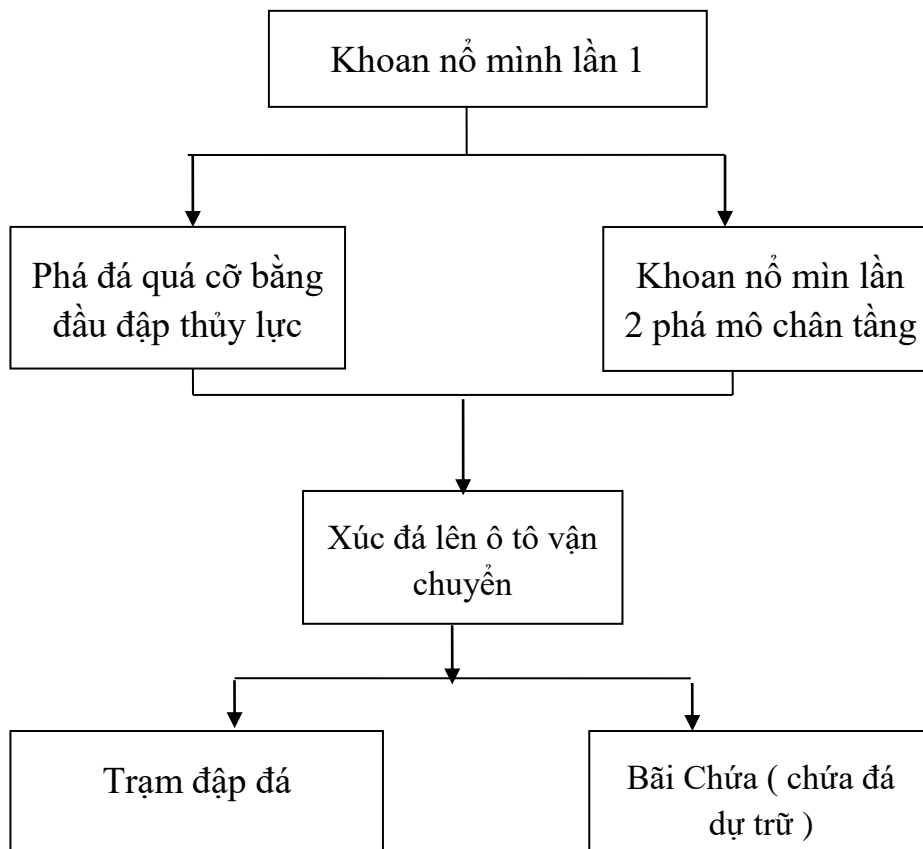 Khoan nổ mình lần 1
Phá đá quá cỡ bằng
đầu đập thủy lực
Khoan nổ mìn lần
2 phá mô chân tầng
Xúc đá lên ô tô vận
chuyển
Trạm đập đá
Bãi Chứa ( chứa đá
dự trữ )